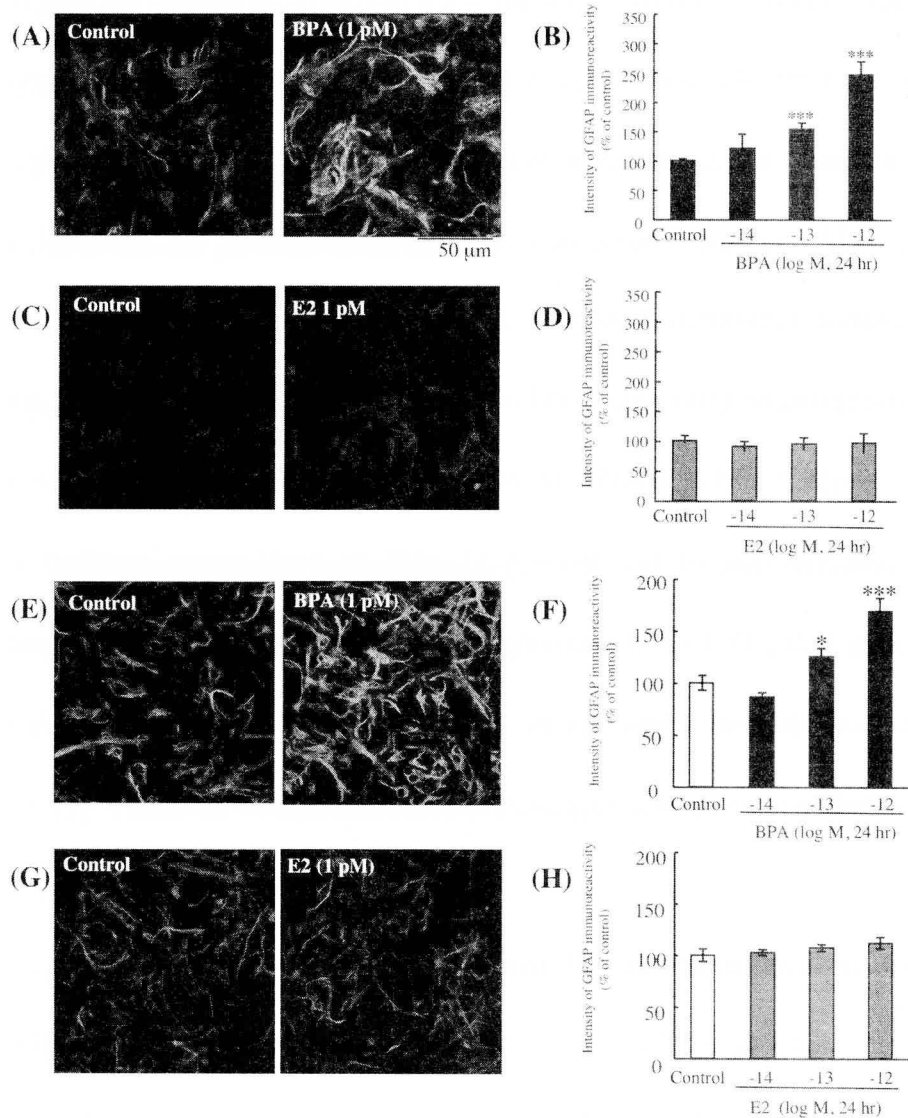 (A)
Control
BPA (1 pM)
50 μm
(B)
Intensity of GFAP immunoreactivity
(% of control)
350
300
250
200
150
100
50
0
***
***
Control
-14
-13
-12
BPA (log M, 24 hr)
(C)
Control
E2 1 pM
(D)
Intensity of GFAP immunoreactivity
(% of control)
350
300
250
200
150
100
50
0
Control
-14
-13
-12
E2 (log M, 24 hr)
(E)
Control
BPA (1 pM)
(F)
Intensity of GFAP immunoreactivity
(% of control)
200
150
100
50
0
*
***
Control
-14
-13
-12
BPA (log M, 24 hr)
(G)
Control
E2 (1 pM)
(H)
Intensity of GFAP immunoreactivity
(% of control)
200
150
100
50
0
Control
-14
-13
-12
E2 (log M, 24 hr)